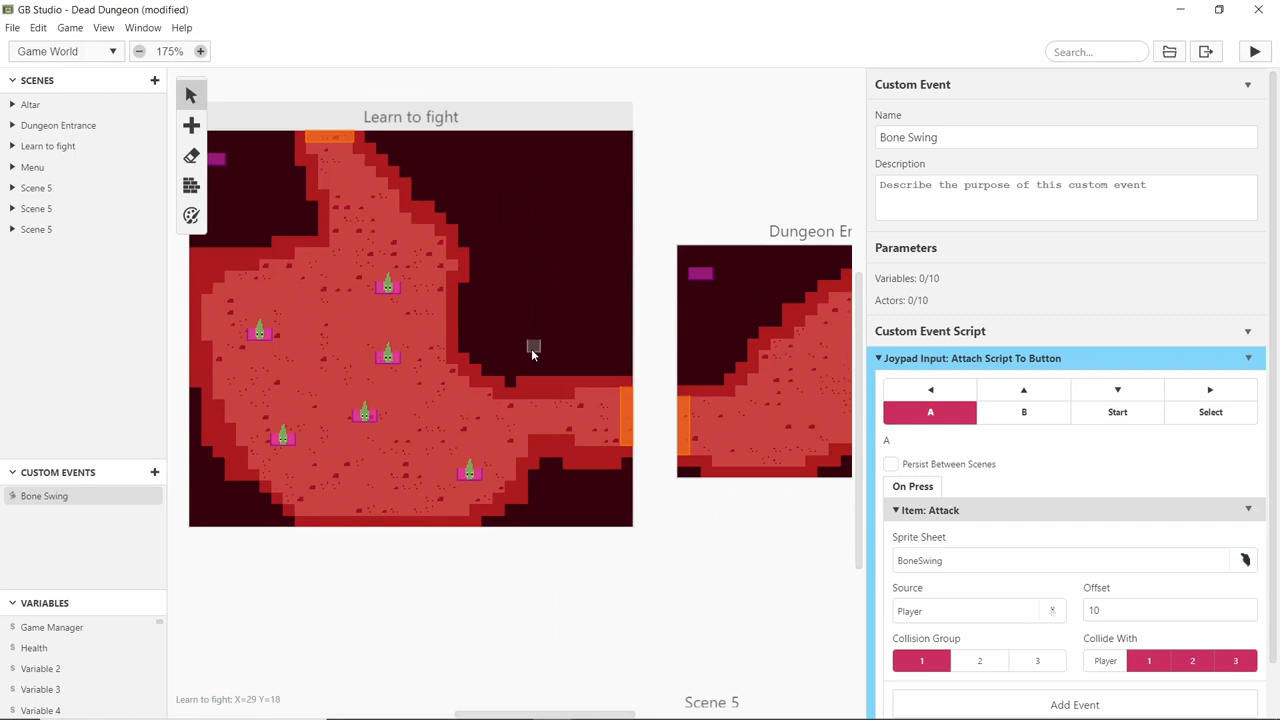 GB Studio - Dead Dungeon (modified)
File Edit Game View Window Help
Game World
175%
Search...
SCENES
Altar
Dungeon Entrance
Learn to fight
Menu
Scene 5
Scene 5
Scene 5
CUSTOM EVENTS
Bone Swing
VARIABLES
$ Game Manager
$ Health
$ Variable 2
$ Variable 3
$ Variable 4
Learn to fight
Dungeon Er
Learn to fight: X=29 Y=18
Scene 5
Custom Event
Name
Bone Swing
Description
Describe the purpose of this custom event
Parameters
Variables: 0/10
Actors: 0/10
Custom Event Script
Joypad Input: Attach Script To Button
A B Start Select
A
Persist Between Scenes
On Press
Item: Attack
Sprite Sheet
BoneSwing
Source Offset
Player 10
Collision Group Collide With
1 2 3 Player 1 2 3
Add Event